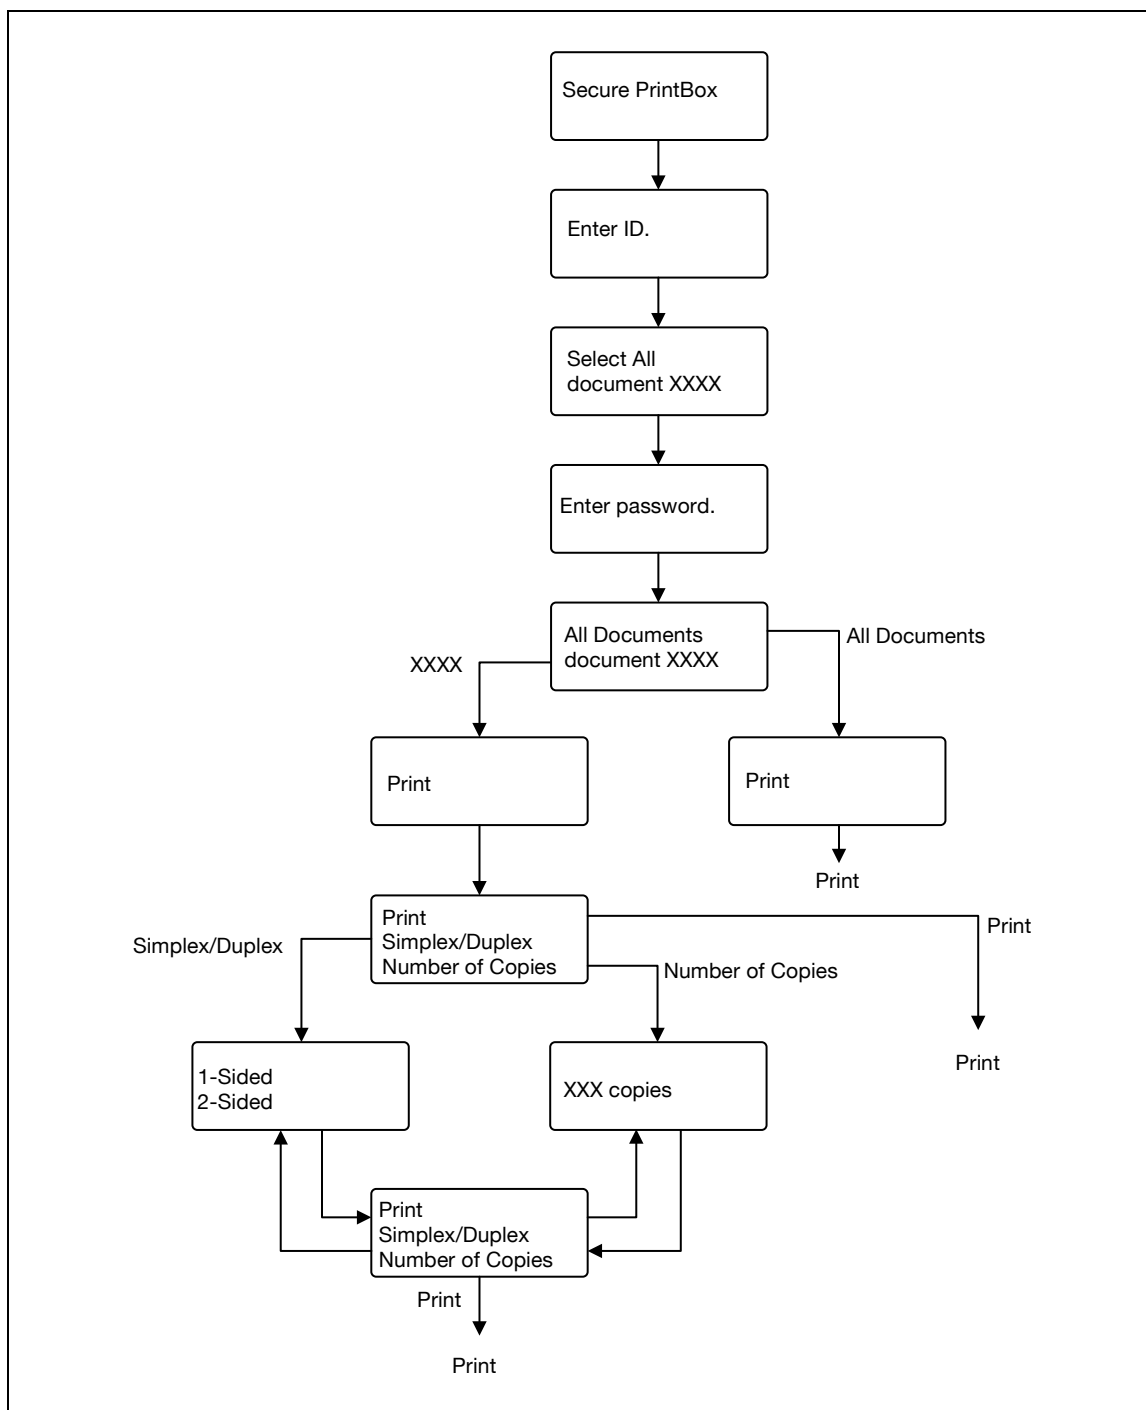 Secure PrintBox
Enter ID.
Select All
document XXXX
Enter password.
All Documents
document XXXX
All Documents
XXXX
Print
Print
Print
Print
Simplex/Duplex
Number of Copies
Print
Simplex/Duplex
Number of Copies
Print
1-Sided
2-Sided
XXX copies
Print
Simplex/Duplex
Number of Copies
Print
Print